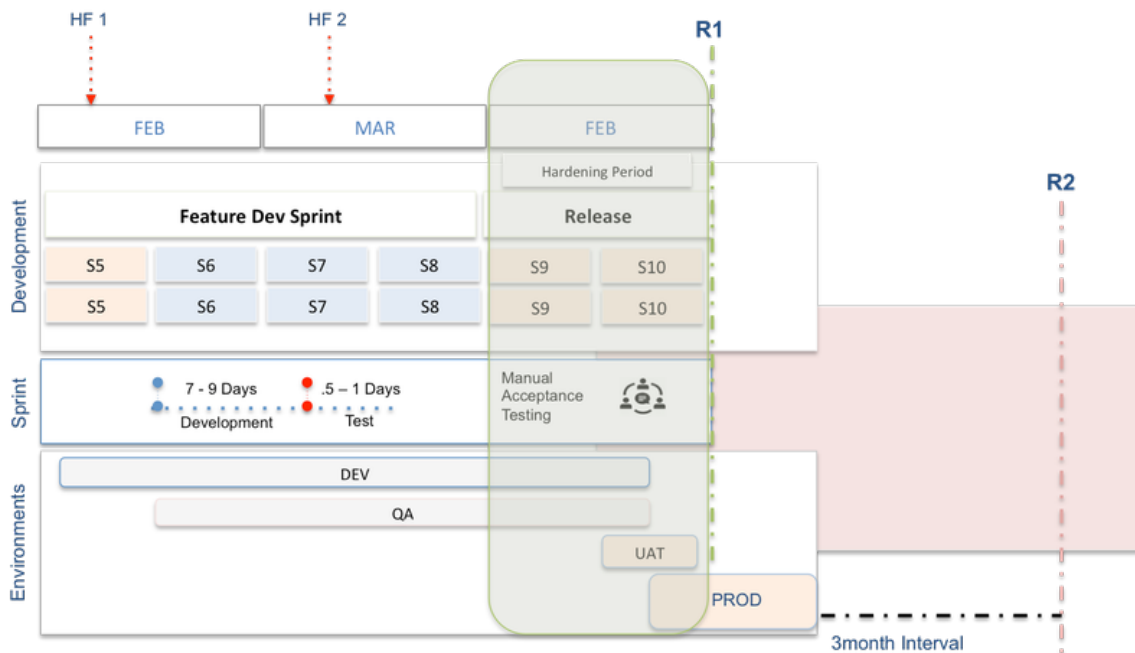 HF 1
HF 2
R1
FEB
MAR
FEB
Hardening Period
R2
Development
Feature Dev Sprint
Release
S5
S6
S7
S8
S9
S10
S5
S6
S7
S8
S9
S10
Sprint
7 - 9 Days
.5 – 1 Days
Development
Test
Manual
Acceptance
Testing
Environments
DEV
QA
UAT
PROD
3month Interval